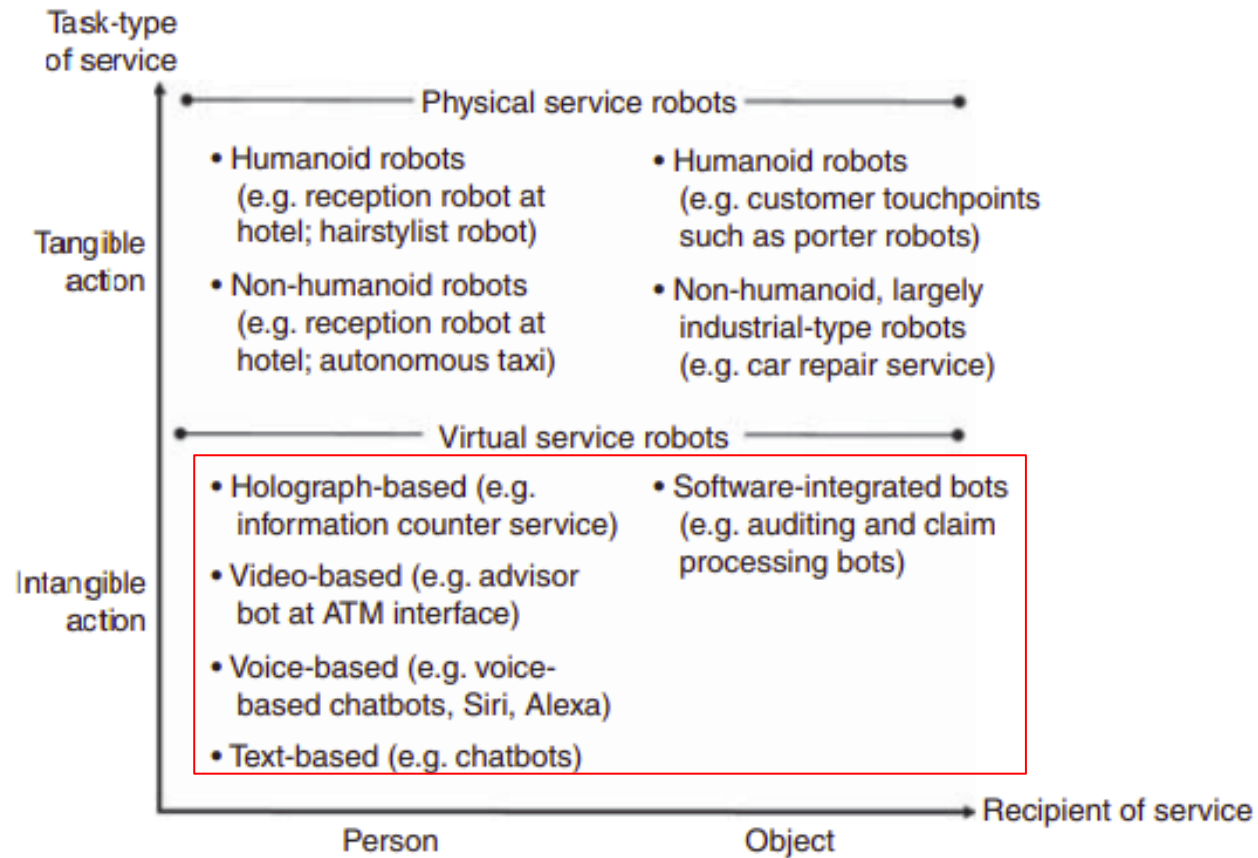 Task-type
of service
Physical service robots
• Humanoid robots
(e.g. reception robot at
hotel; hairstylist robot)
• Non-humanoid robots
(e.g. reception robot at
hotel; autonomous taxi)
• Humanoid robots
(e.g. customer touchpoints
such as porter robots)
• Non-humanoid, largely
industrial-type robots
(e.g. car repair service)
Tangible
action
Virtual service robots
• Holograph-based (e.g.
information counter service)
• Video-based (e.g. advisor
bot at ATM interface)
• Voice-based (e.g. voice-
based chatbots, Siri, Alexa)
• Text-based (e.g. chatbots)
• Software-integrated bots
(e.g. auditing and claim
processing bots)
Intangible
action
Recipient of service
Person
Object